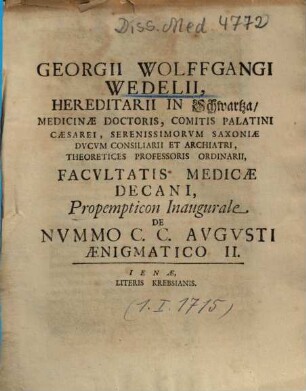 Diss. Med 4772
GEORGII WOLFFGANGI
WEDELII,
HEREDITARII IN Schwartza/
MEDICINÆ DOCTORIS, COMITIS PALATINI
CÆSAREI, SERENISSIMORVM SAXONIÆ
DVCVM CONSILIARII ET ARCHIATRI,
THEORETICES PROFESSORIS ORDINARII,
FACVLTATIS MEDICÆ
DECANI,
Propempticon Inaugurale
DE
NVMMO C. C. AVGVSTI
ÆNIGMATICO II.
IENÆ,
LITERIS KREBSIANIS.
(1. I. 1715)